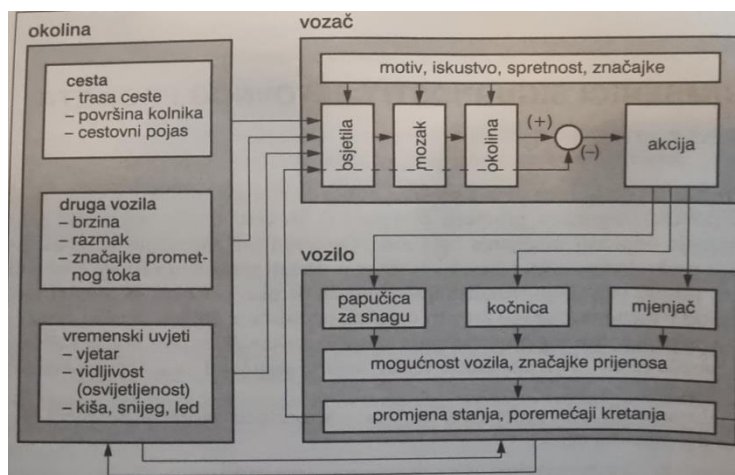 okolina
cesta
– trasa ceste
– površina kolnika
– cestovni pojas
druga vozila
– brzina
– razmak
– značajke promet-
nog toka
vremenski uvjeti
– vjetar
– vidljivost
(osvijetljenost)
– kiša, snijeg, led
vozač
motiv, iskustvo, spretnost, značajke
osjetila
mozak
okolina
(+)
(–)
akcija
vozilo
papučica
za snagu
kočnica
mjenjač
mogućnost vozila, značajke prijenosa
promjena stanja, poremećaji kretanja